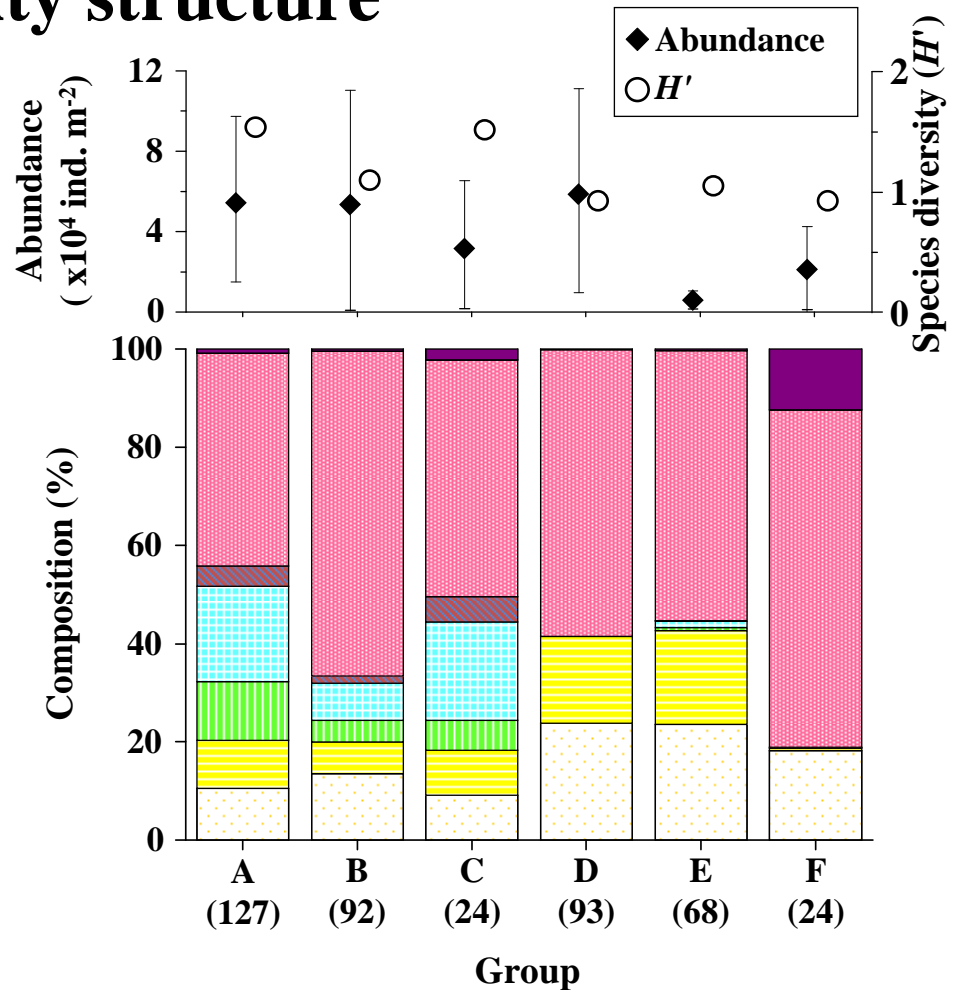 ity structure
Abundance
H'
Abundance
( x10⁴ ind. m⁻²)
12
8
4
0
2
1
0
Species diversity (H')
Composition (%)
100
80
60
40
20
0
A B C D E F
(127) (92) (24) (93) (68) (24)
Group